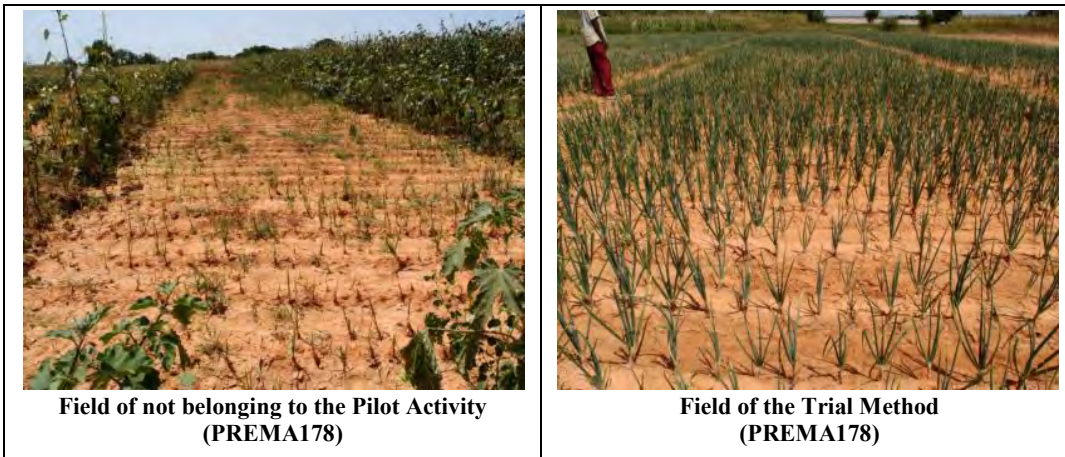 Field of not belonging to the Pilot Activity
(PREMA178)
Field of the Trial Method
(PREMA178)